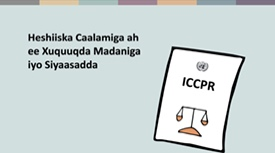 Heshiiska Caalamiga ah
ee Xuquuqda Madaniga
iyo Siyaasadda
ICCPR